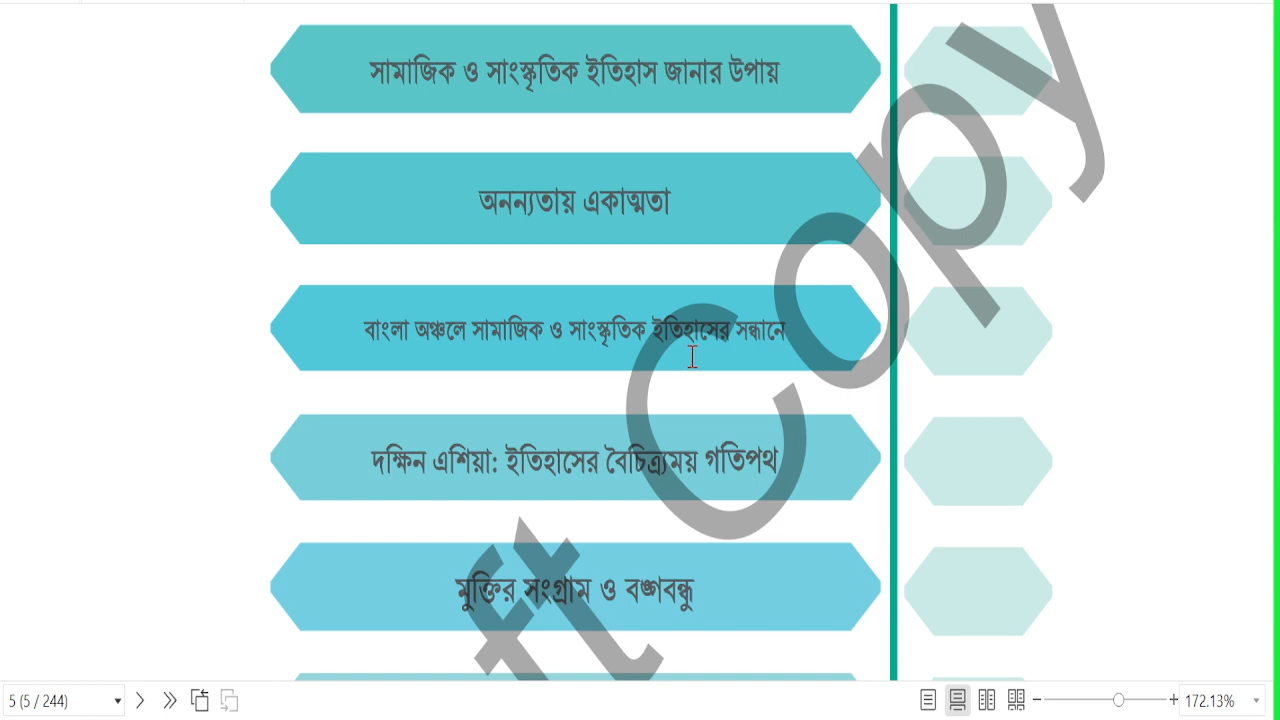 সামাজিক ও সাংস্কৃতিক ইতিহাস জানার উপায়
অনন্যতায় একাত্মতা
বাংলা অঞ্চলে সামাজিক ও সাংস্কৃতিক ইতিহাসের সন্ধানে
দক্ষিন এশিয়া: ইতিহাসের বৈচিত্র্যময় গতিপথ
মুক্তির সংগ্রাম ও বঙ্গবন্ধু
ft Copy
5 (5 / 244)
172.13%